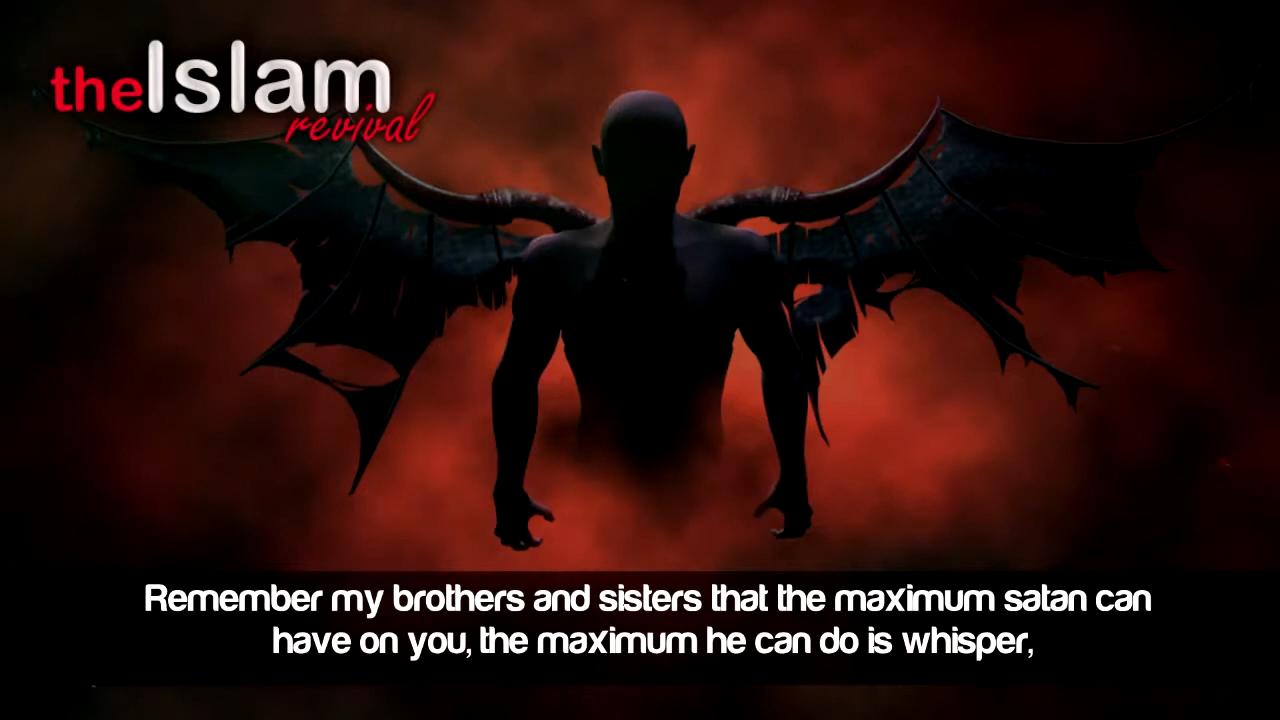 theIslam
revival
Remember my brothers and sisters that the maximum satan can
have on you, the maximum he can do is whisper,